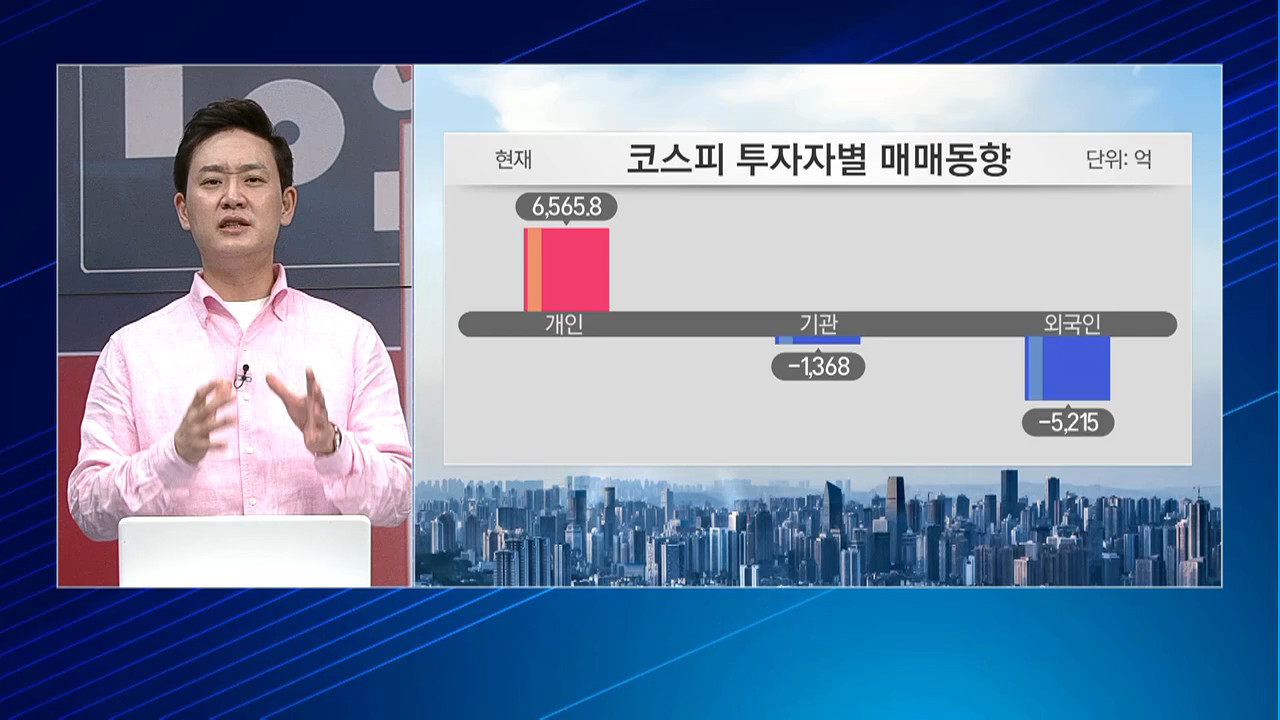 현재
코스피 투자자별 매매동향
단위: 억
6,565.8
개인
기관
외국인
-1,368
-5,215